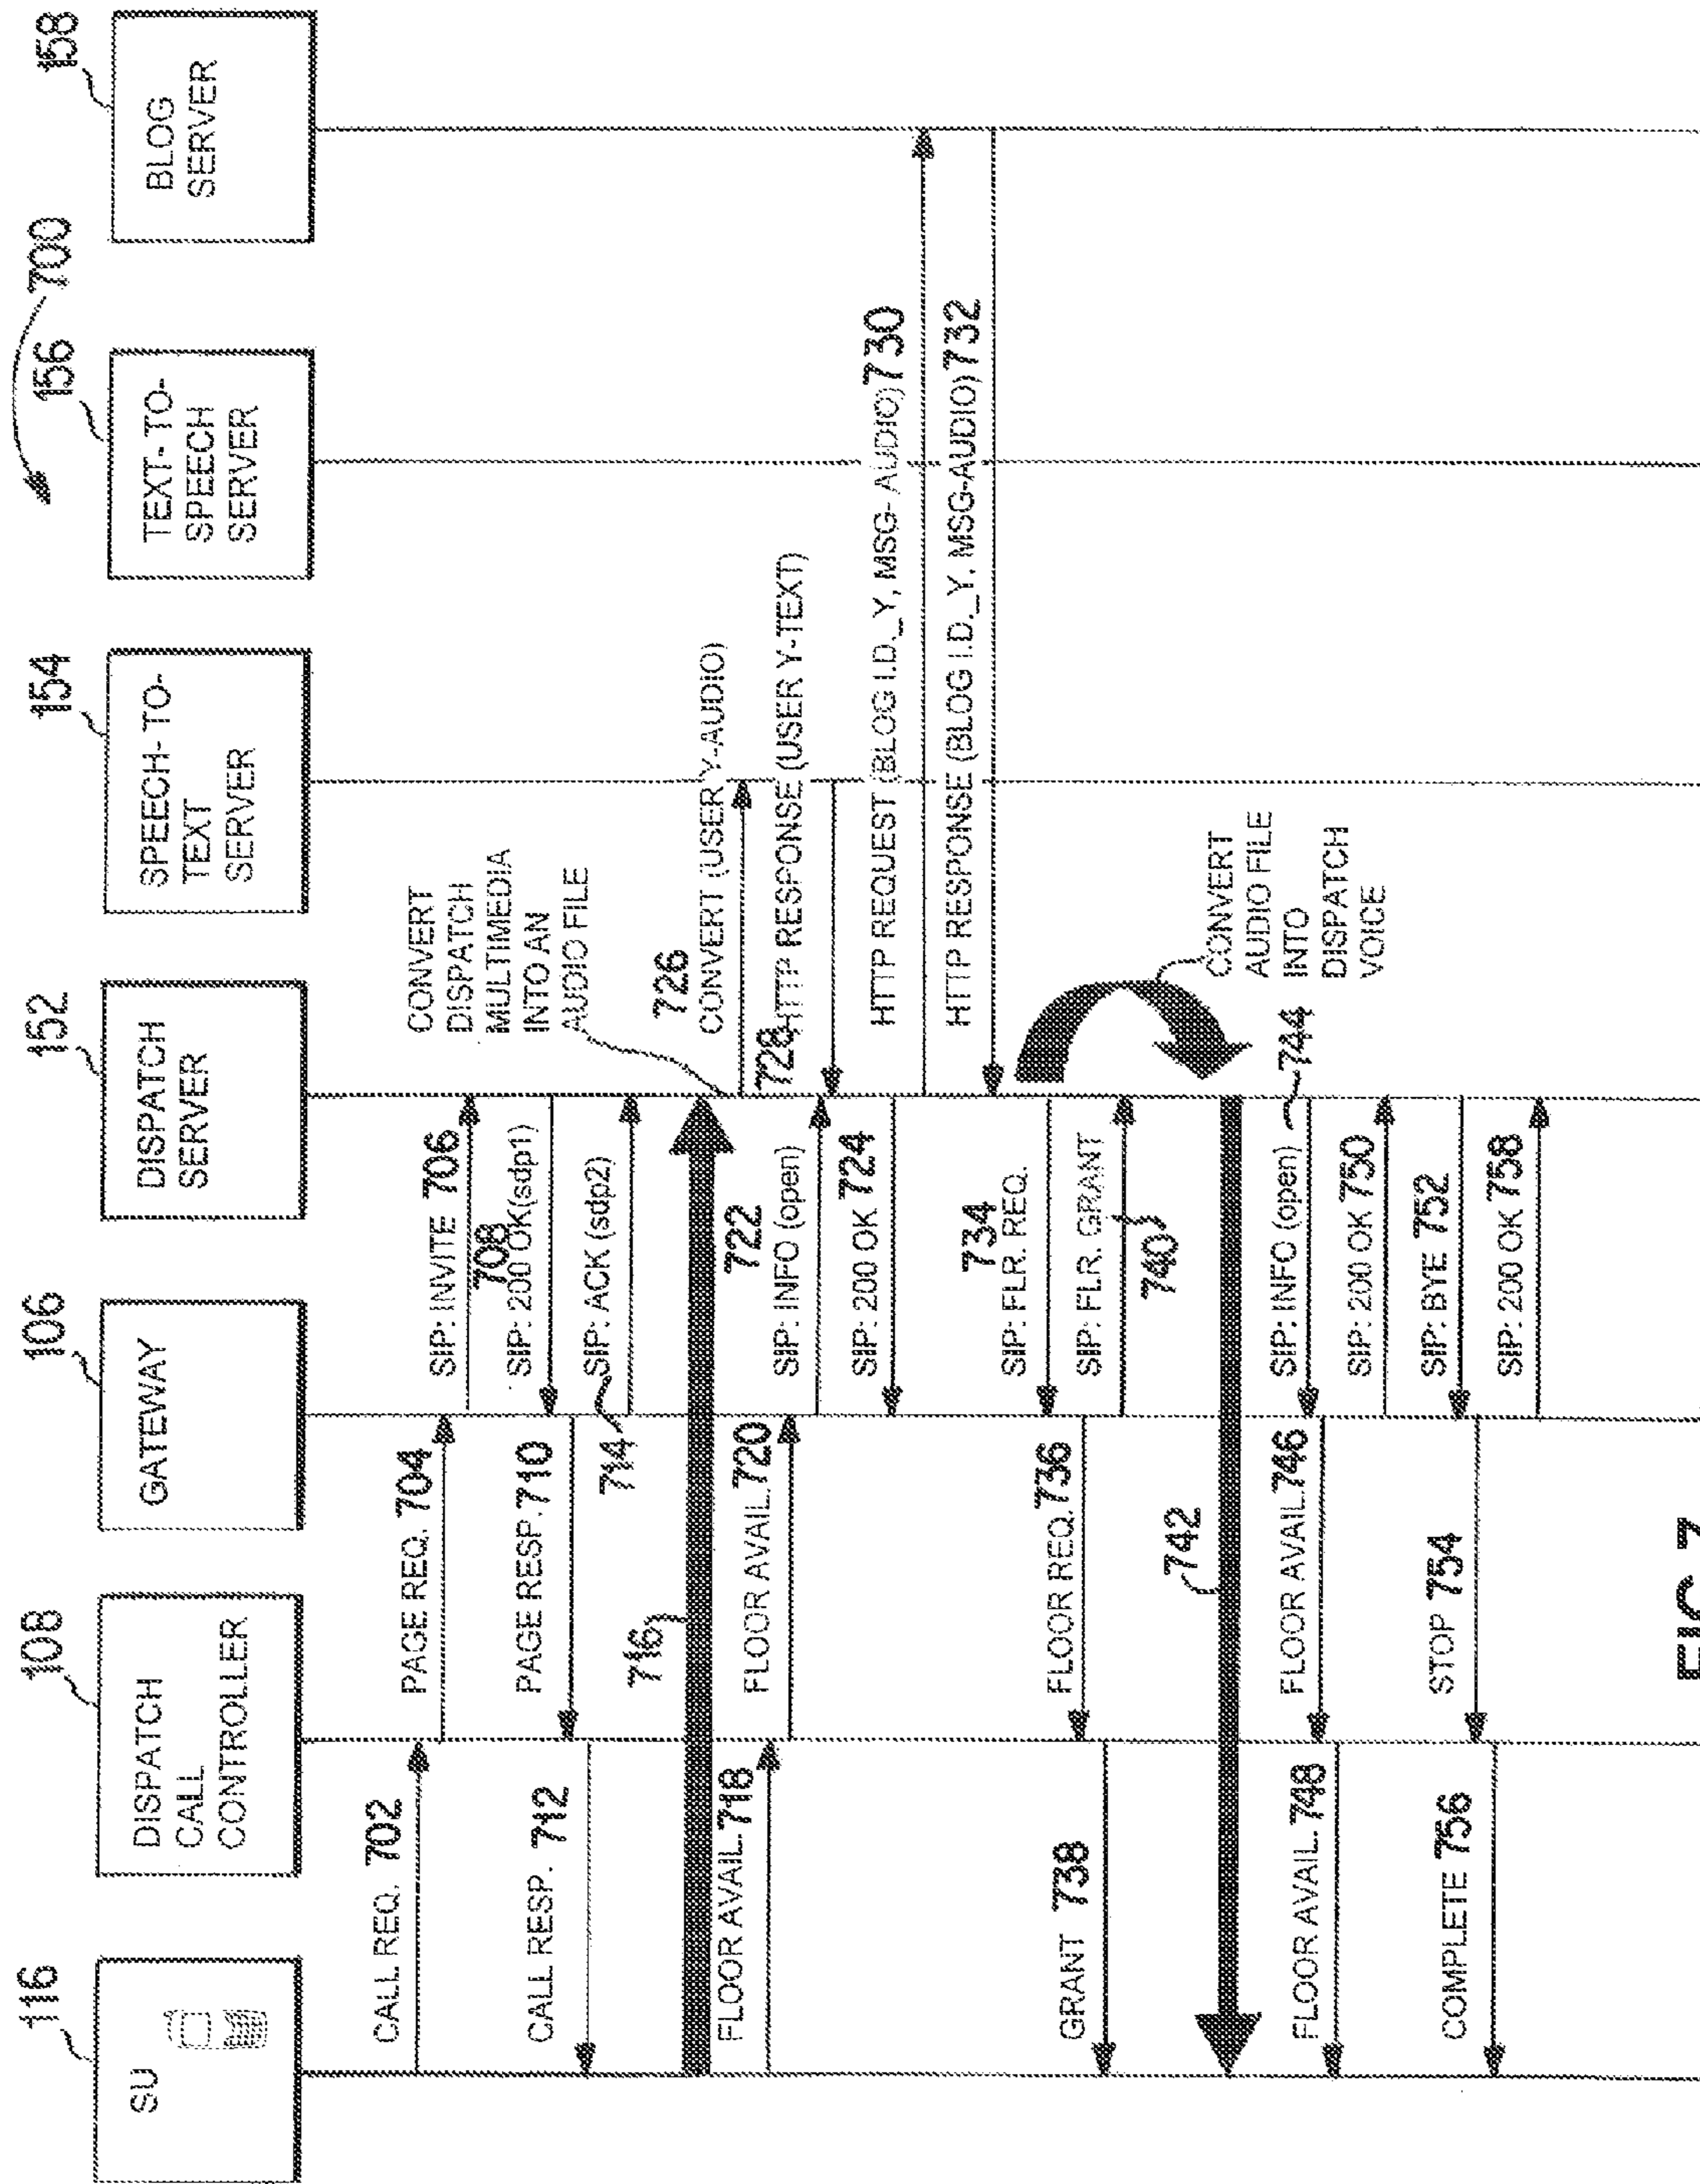 700
116
SU
108
DISPATCH
CALL
CONTROLLER
106
GATEWAY
152
DISPATCH
SERVER
154
SPEECH-TO-
TEXT
SERVER
156
TEXT-TO-
SPEECH
SERVER
158
BLOG
SERVER
CALL REQ. 702
PAGE REQ. 704
SIP: INVITE 706
708
SIP: 200 OK(sdp1)
PAGE RESP. 710
CALL RESP. 712
SIP: ACK (sdp2)
714
716
CONVERT
DISPATCH
MULTIMEDIA
INTO AN
AUDIO FILE
FLOOR AVAIL. 718
FLOOR AVAIL. 720
722
SIP: INFO (open)
SIP: 200 OK 724
726
CONVERT (USER Y-AUDIO)
728
HTTP RESPONSE (USER Y-TEXT)
HTTP REQUEST (BLOG I.D._Y, MSG-AUDIO) 730
HTTP RESPONSE (BLOG I.D._Y, MSG-AUDIO) 732
734
SIP: FLR. REQ.
FLOOR REQ. 736
GRANT 738
SIP: FLR. GRANT
740
CONVERT
AUDIO FILE
INTO
DISPATCH
VOICE
742
SIP: INFO (open)
744
FLOOR AVAIL. 746
FLOOR AVAIL. 748
SIP: 200 OK 750
SIP: BYE 752
STOP 754
COMPLETE 756
SIP: 200 OK 758
FIG. 7